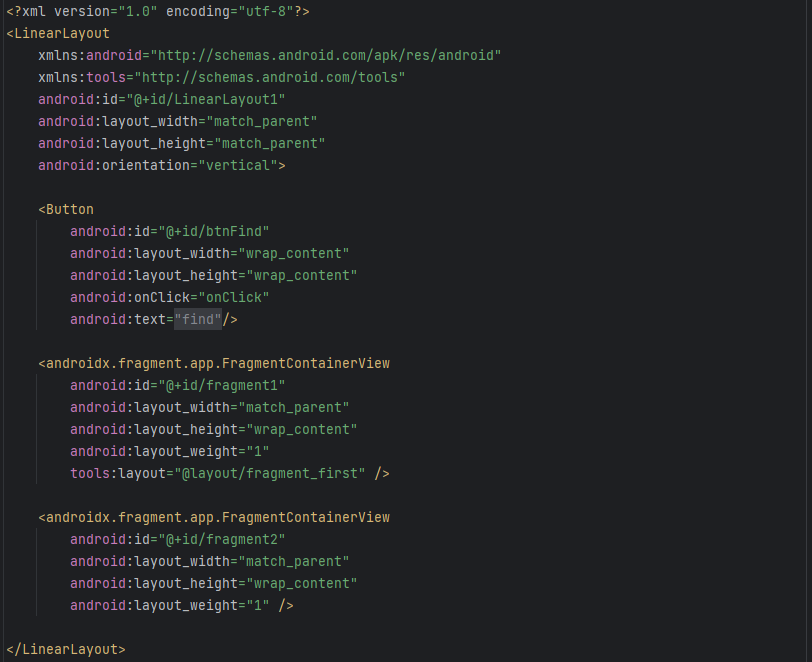 <?xml version="1.0" encoding="utf-8"?>
<LinearLayout
    xmlns:android="http://schemas.android.com/apk/res/android"
    xmlns:tools="http://schemas.android.com/tools"
    android:id="@+id/LinearLayout1"
    android:layout_width="match_parent"
    android:layout_height="match_parent"
    android:orientation="vertical">
    <Button
        android:id="@+id/btnFind"
        android:layout_width="wrap_content"
        android:layout_height="wrap_content"
        android:onClick="onClick"
        android:text="find"/>
    <androidx.fragment.app.FragmentContainerView
        android:id="@+id/fragment1"
        android:layout_width="match_parent"
        android:layout_height="wrap_content"
        android:layout_weight="1"
        tools:layout="@layout/fragment_first" />
    <androidx.fragment.app.FragmentContainerView
        android:id="@+id/fragment2"
        android:layout_width="match_parent"
        android:layout_height="wrap_content"
        android:layout_weight="1" />
</LinearLayout>